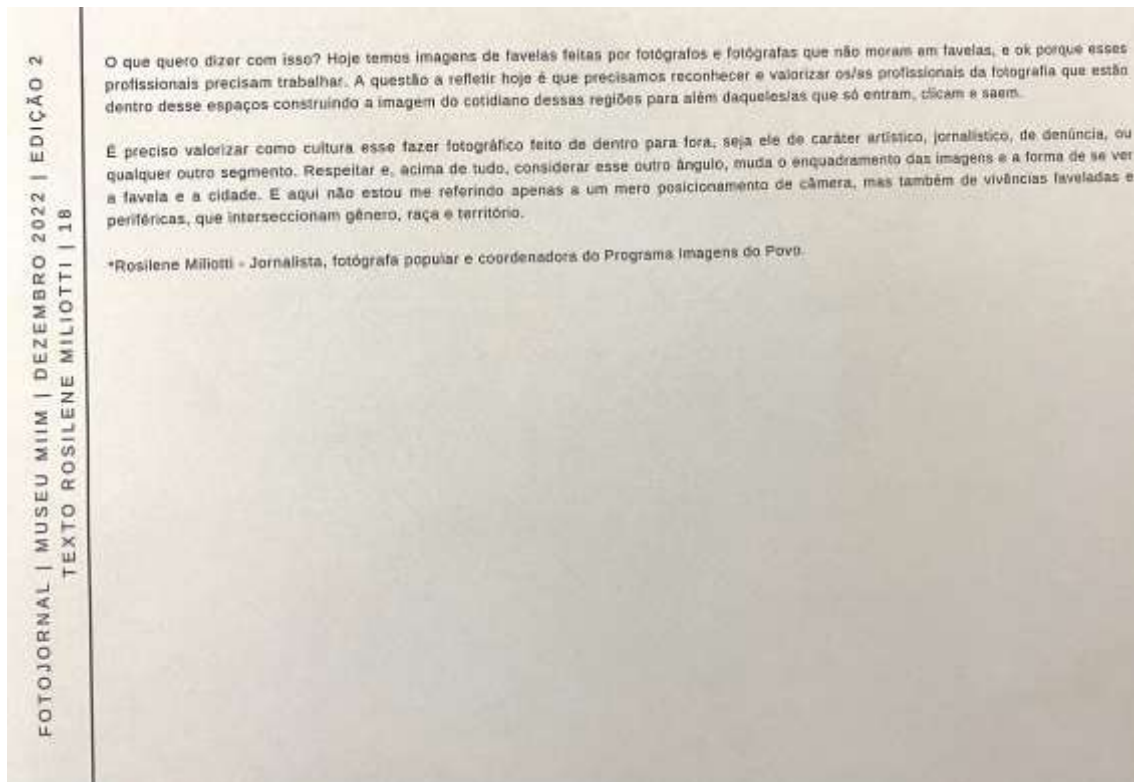 FOTOJORNAL | MUSEU MIIM | DEZEMBRO 2022 | EDIÇÃO 2
TEXTO ROSILENE MILIOTTI | 18
O que quero dizer com isso? Hoje temos imagens de favelas feitas por fotógrafos e fotógrafas que não moram em favelas, e ok porque esses
profissionais precisam trabalhar. A questão a refletir hoje é que precisamos reconhecer e valorizar os/as profissionais da fotografia que estão
dentro desse espaços construindo a imagem do cotidiano dessas regiões para além daqueles/as que só entram, clicam e saem.
É preciso valorizar como cultura esse fazer fotográfico feito de dentro para fora, seja ele de caráter artístico, jornalístico, de denúncia, ou
qualquer outro segmento. Respeitar e, acima de tudo, considerar esse outro ângulo, muda o enquadramento das imagens e a forma de se ver
a favela e a cidade. E aqui não estou me referindo apenas a um mero posicionamento de câmera, mas também de vivências faveladas e
periféricas, que interseccionam gênero, raça e território.
*Rosilene Miliotti - Jornalista, fotógrafa popular e coordenadora do Programa Imagens do Povo.